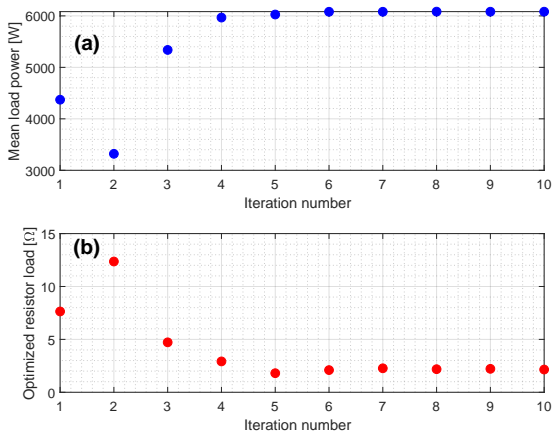 6000
5000
4000
3000
Mean load power [W]
(a)
1 2 3 4 5 6 7 8 9 10
Iteration number
15
10
5
0
Optimized resistor load [Ω]
(b)
1 2 3 4 5 6 7 8 9 10
Iteration number